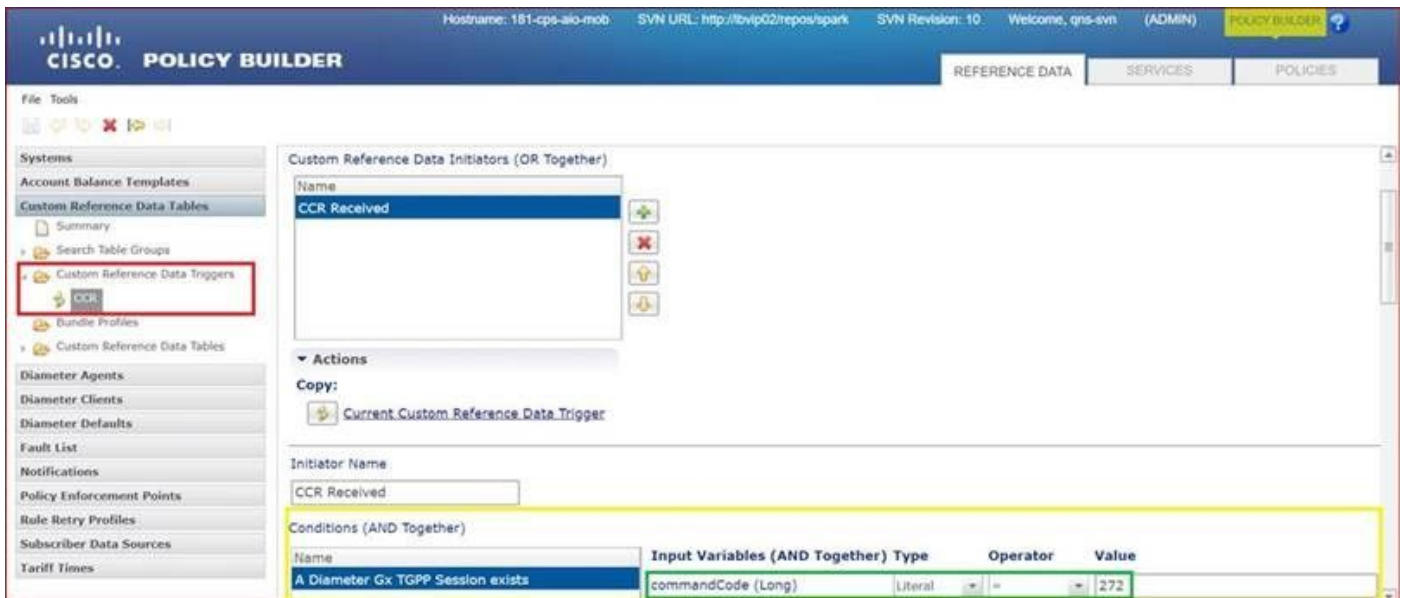 Hostname: 181-cps-aio-mob SVN URL: http://lbvip02/repos/spark SVN Revision: 10 Welcome, qns-svn (ADMIN) POLICY BUILDER ?
CISCO. POLICY BUILDER
REFERENCE DATA SERVICES POLICIES
File Tools
Systems
Account Balance Templates
Custom Reference Data Tables
Summary
Search Table Groups
Custom Reference Data Triggers
CCR
Bundle Profiles
Custom Reference Data Tables
Diameter Agents
Diameter Clients
Diameter Defaults
Fault List
Notifications
Policy Enforcement Points
Rule Retry Profiles
Subscriber Data Sources
Tariff Times
Custom Reference Data Initiators (OR Together)
Name
CCR Received
Actions
Copy:
Current Custom Reference Data Trigger
Initiator Name
CCR Received
Conditions (AND Together)
Name
A Diameter Gx TGPP Session exists
Input Variables (AND Together) Type Operator Value
commandCode (Long) Literal = 272